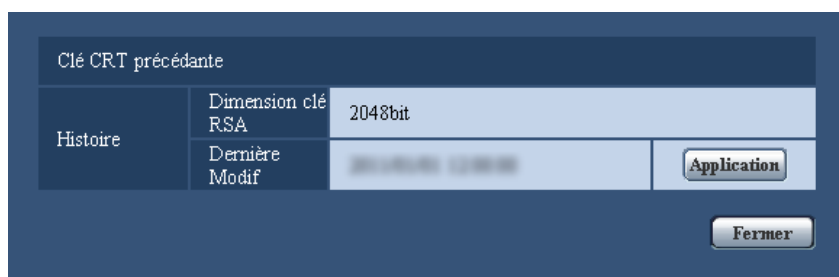 Clé CRT précédante
Histoire
Dimension clé
RSA
2048bit
Dernière
Modif
Application
Fermer